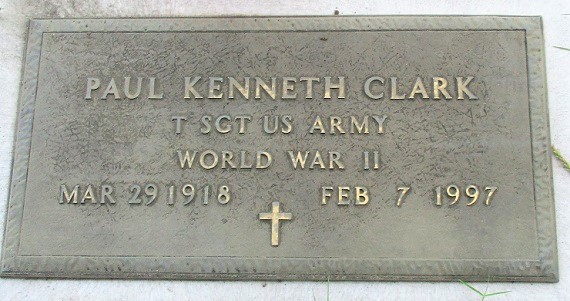 PAUL KENNETH CLARK
T SGT US ARMY
WORLD WAR II
MAR 29 1918 FEB 7 1997